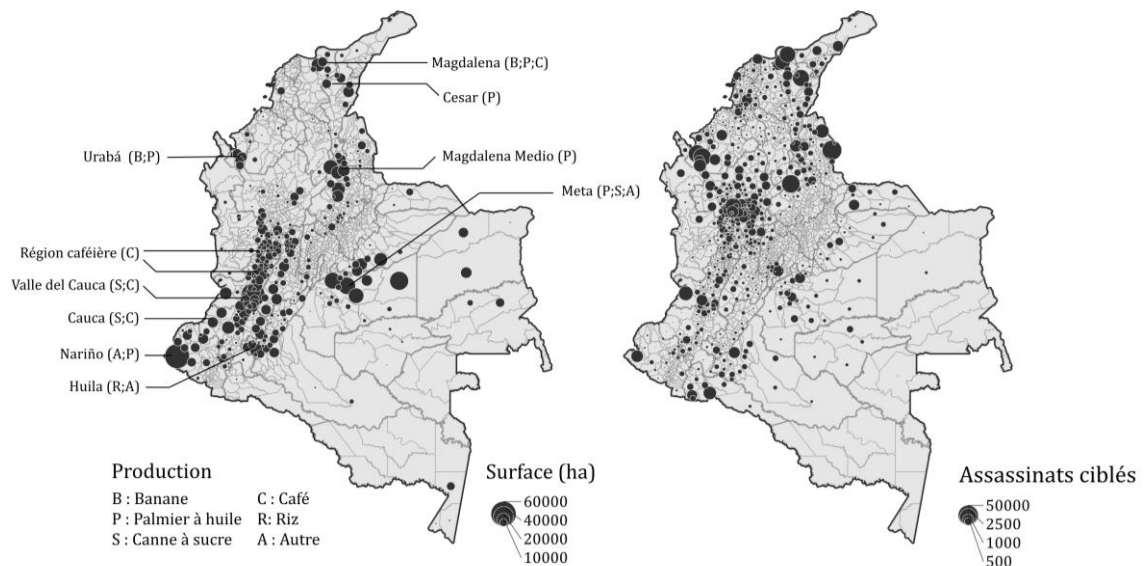 Magdalena (B;P;C)
Cesar (P)
Urabá (B;P)
Magdalena Medio (P)
Meta (P;S;A)
Région caféière (C)
Valle del Cauca (S;C)
Cauca (S;C)
Nariño (A;P)
Huila (R;A)
Production
B : Banane C : Café
P : Palmier à huile R: Riz
S : Canne à sucre A : Autre
Surface (ha)
60000
40000
20000
10000
Assassinats ciblés
50000
2500
1000
500